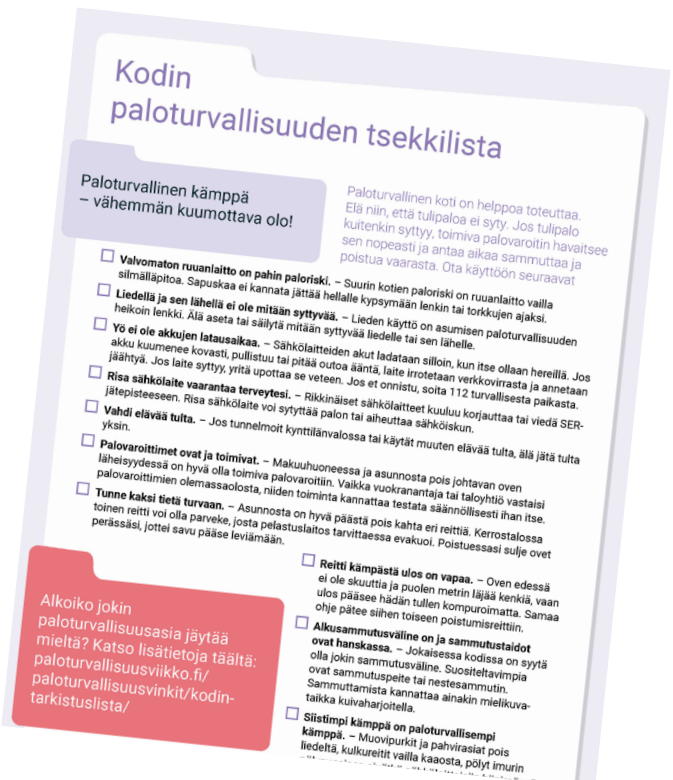 Kodin
paloturvallisuuden tsekkilista
Paloturvallinen kämppä
– vähemmän kuumottava olo!
Paloturvallinen koti on helppoa toteuttaa.
Elä niin, että tulipaloa ei syty. Jos tulipalo
kuitenkin syttyy, toimiva palovaroitin havaitsee
sen nopeasti ja antaa aikaa sammuttaa ja
poistua vaarasta. Ota käyttöön seuraavat
Valvomaton ruuanlaitto on pahin paloriski. – Suurin kotien paloriski on ruuanlaitto vailla
silmälläpitoa. Sapuskaa ei kannata jättää hellalle kypsymään lenkin tai torkkujen ajaksi.
Liedellä ja sen lähellä ei ole mitään syttyvää. – Lieden käyttö on asumisen paloturvallisuuden
heikoin lenkki. Älä aseta tai säilytä mitään syttyvää liedelle tai sen lähelle.
Yö ei ole akkujen latausaikaa. – Sähkölaitteiden akut ladataan silloin, kun itse ollaan hereillä. Jos
akku kuumenee kovasti, pullistuu tai pitää outoa ääntä, laite irrotetaan verkkovirrasta ja annetaan
jäähtyä. Jos laite syttyy, yritä upottaa se veteen. Jos et onnistu, soita 112 turvallisesta paikasta.
Risa sähkölaite vaarantaa terveytesi. – Rikkinäiset sähkölaitteet kuuluu korjauttaa tai viedä SER-
jätepisteeseen. Risa sähkölaite voi sytyttää palon tai aiheuttaa sähköiskun.
Vahdi elävää tulta. – Jos tunnelmoit kynttilänvalossa tai käytät muuten elävää tulta, älä jätä tulta
yksin.
Palovaroittimet ovat ja toimivat. – Makuuhuoneessa ja asunnosta pois johtavan oven
läheisyydessä on hyvä olla toimiva palovaroitiin. Vaikka vuokranantaja tai taloyhtiö vastaisi
palovaroittimien olemassaolosta, niiden toiminta kannattaa testata säännöllisesti ihan itse.
Tunne kaksi tietä turvaan. – Asunnosta on hyvä päästä pois kahta eri reittiä. Kerrostalossa
toinen reitti voi olla parveke, josta pelastuslaitos tarvittaessa evakuoi. Poistuessasi sulje ovet
perässäsi, jottei savu pääse leviämään.
Reitti kämpästä ulos on vapaa. – Oven edessä
ei ole skuuttia ja puolen metrin läjää kenkiä, vaan
ulos pääsee hädän tullen kompuroimatta. Samaa
ohje pätee siihen toiseen poistumisreittiin.
Alkusammutusväline on ja sammutustaidot
ovat hanskassa. – Jokaisessa kodissa on syytä
olla jokin sammutusväline. Suositeltavimpia
ovat sammutuspeite tai nestesammutin.
Sammuttamista kannattaa ainakin mielikuva-
taikka kuivaharjoitella.
Siistimpi kämppä on paloturvallisempi
kämppä. – Muovipurkit ja pahvirasiat pois
liedeltä, kulkureitit vailla kaaosta, pölyt imurin
Alkoiko jokin
paloturvallisuusasia jäytää
mieltä? Katso lisätietoja täältä:
paloturvallisuusviikko.fi/
paloturvallisuusvinkit/kodin-
tarkistuslista/